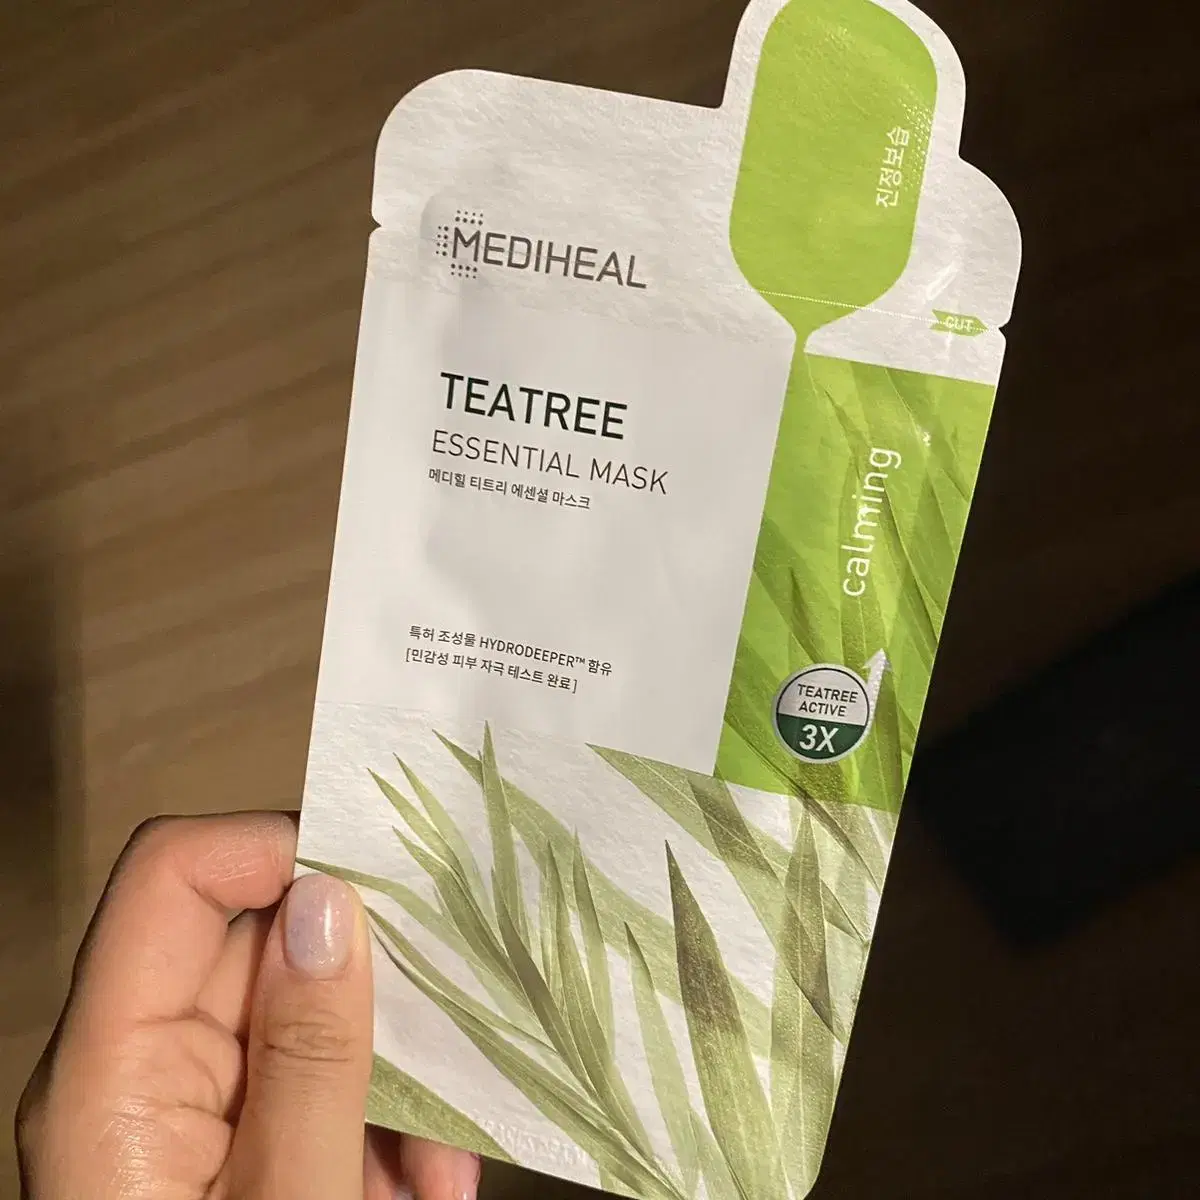 진정보습
MEDIHEAL
CUT
TEATREE
ESSENTIAL MASK
메디힐 티트리 에센셜 마스크
calming
특허 조성물 HYDRODEEPER™ 함유
[민감성 피부 자극 테스트 완료]
TEATREE
ACTIVE
3X